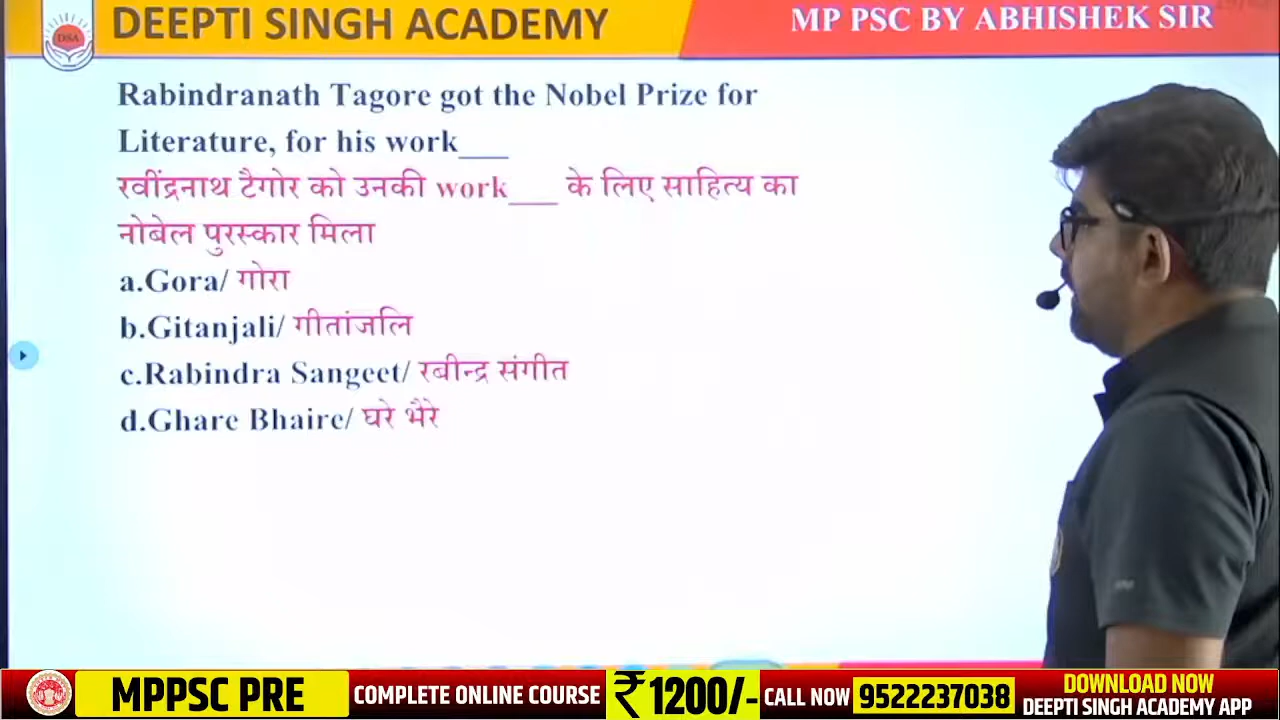 DSA
DEEPTI SINGH ACADEMY
MP PSC BY ABHISHEK SIR
Rabindranath Tagore got the Nobel Prize for
Literature, for his work___
रवींद्रनाथ टैगोर को उनकी work___ के लिए साहित्य का
नोबेल पुरस्कार मिला
a.Gora/ गोरा
b.Gitanjali/ गीतांजलि
c.Rabindra Sangeet/ रबीन्द्र संगीत
d.Ghare Bhaire/ घरे भैरे
MPPSC PRE
COMPLETE ONLINE COURSE
₹1200/-
CALL NOW
9522237038
DOWNLOAD NOW
DEEPTI SINGH ACADEMY APP